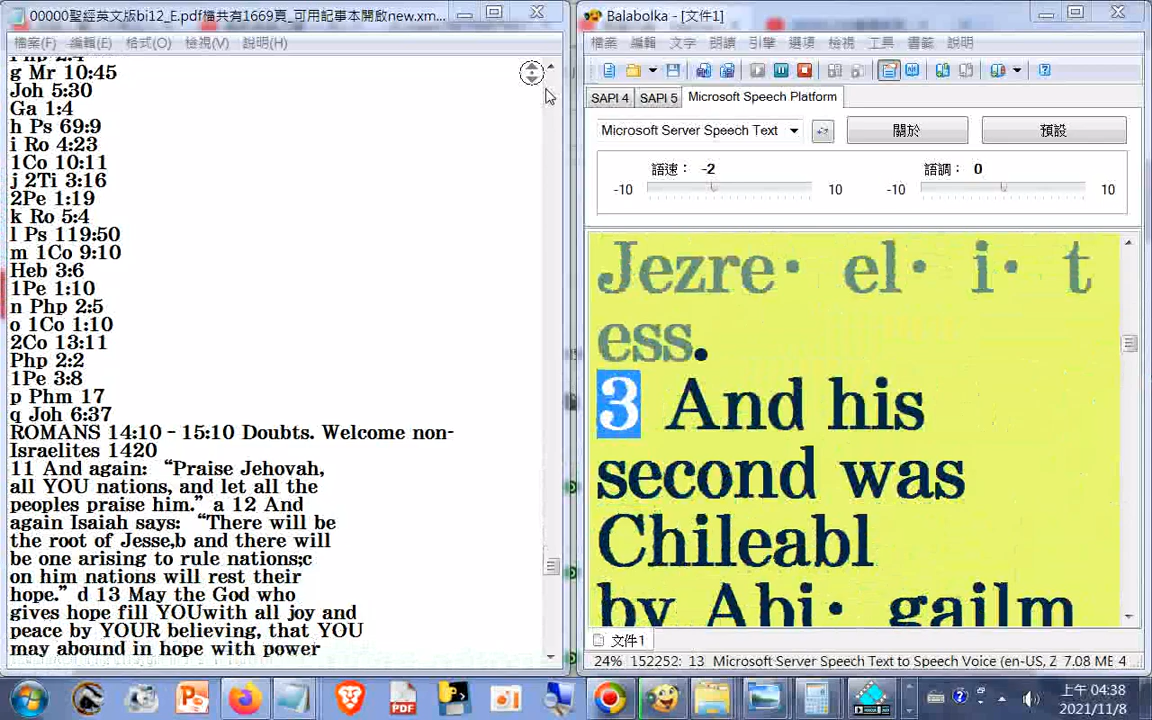 00000聖經英文版bi12_E.pdf檔共有1669頁_可用記事本開啟new.xm...
檔案(F) 編輯(E) 格式(O) 檢視(V) 說明(H)
Php 2:4
g Mr 10:45
Joh 5:30
Ga 1:4
h Ps 69:9
i Ro 4:23
1Co 10:11
j 2Ti 3:16
2Pe 1:19
k Ro 5:4
l Ps 119:50
m 1Co 9:10
Heb 3:6
1Pe 1:10
n Php 2:5
o 1Co 1:10
2Co 13:11
Php 2:2
1Pe 3:8
p Phm 17
q Joh 6:37
ROMANS 14:10 - 15:10 Doubts. Welcome non-
Israelites 1420
11 And again: “Praise Jehovah,
all YOU nations, and let all the
peoples praise him.” a 12 And
again Isaiah says: “There will be
the root of Jesse,b and there will
be one arising to rule nations;c
on him nations will rest their
hope.” d 13 May the God who
gives hope fill YOUwith all joy and
peace by YOUR believing, that YOU
may abound in hope with power
Balabolka - [文件1]
檔案 編輯 文字 朗讀 引擎 選項 檢視 工具 書籤 說明
SAPI 4 SAPI 5 Microsoft Speech Platform
Microsoft Server Speech Text 關於 預設
語速： -2 語調： 0
-10 10 -10 10
Jezre· el· i· t
ess.
3 And his
second was
Chileabl
by Abi· gailm
文件1
24% 152252: 13 Microsoft Server Speech Text to Speech Voice (en-US, Z 7.08 ME 4
上午 04:38
2021/11/8